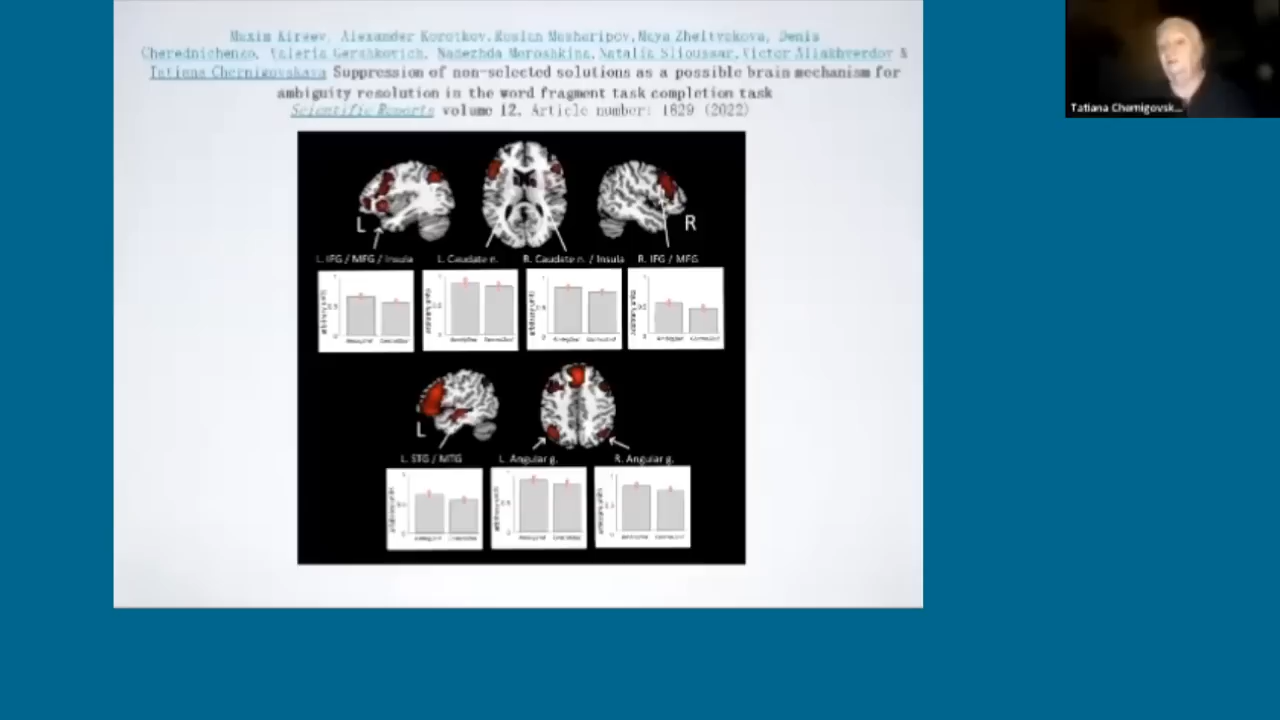 Maxim Kireev, Alexander Korotkov, Ruslan Masharipov, Maya Zheltyakova, Denis
Cherednichenko, Valeria Gershkovich, Nadezhda Moroshkina, Natalia Slioussar, Victor Allakhverdov &
Tatiana Chernigovskaya Suppression of non-selected solutions as a possible brain mechanism for
ambiguity resolution in the word fragment task completion task
Scientific Reports volume 12, Article number: 1829 (2022)
Tatiana Chernigovsk...
L
R
L. IFG / MFG / Insula
L. Caudate n.
R. Caudate n. / Insula
R. IFG / MFG
L
L. STG / MTG
L. Angular g.
R. Angular g.